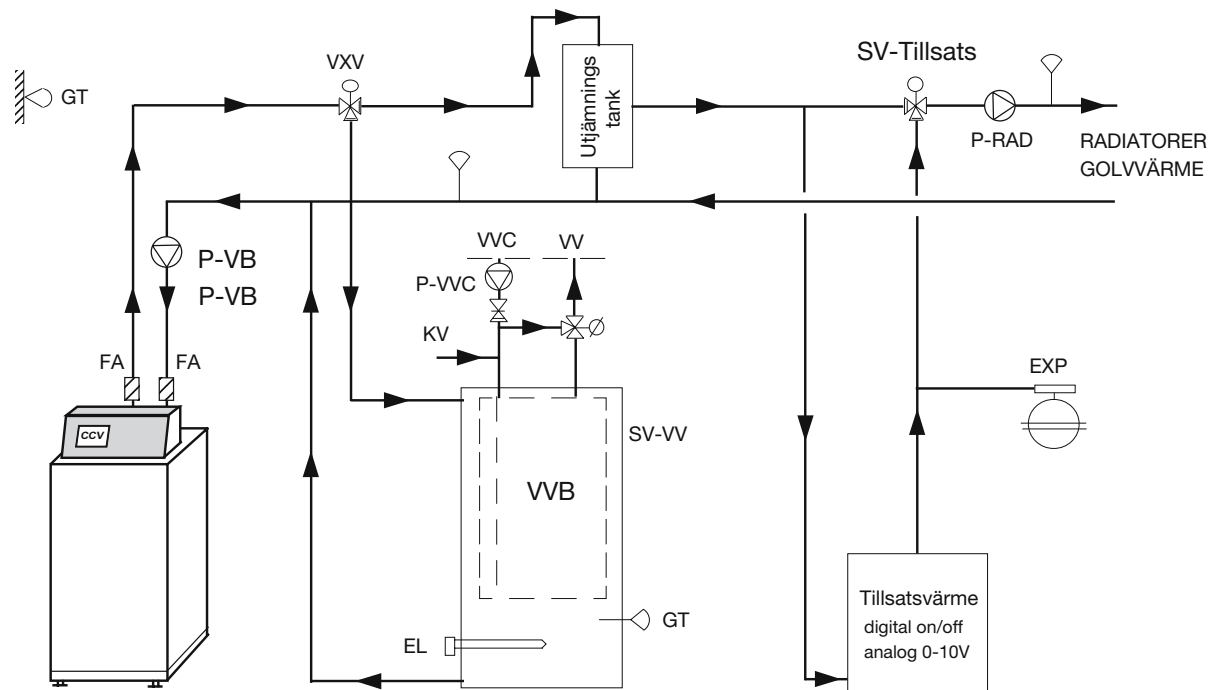 VXV
GT
Utjämnings
tank
SV-Tillsats
P-RAD
RADIATORER
GOLVVÄRME
P-VB
P-VB
VVC
VV
P-VVC
KV
FA
FA
CCV
EXP
SV-VV
VVB
GT
EL
Tillsatsvärme
digital on/off
analog 0-10V